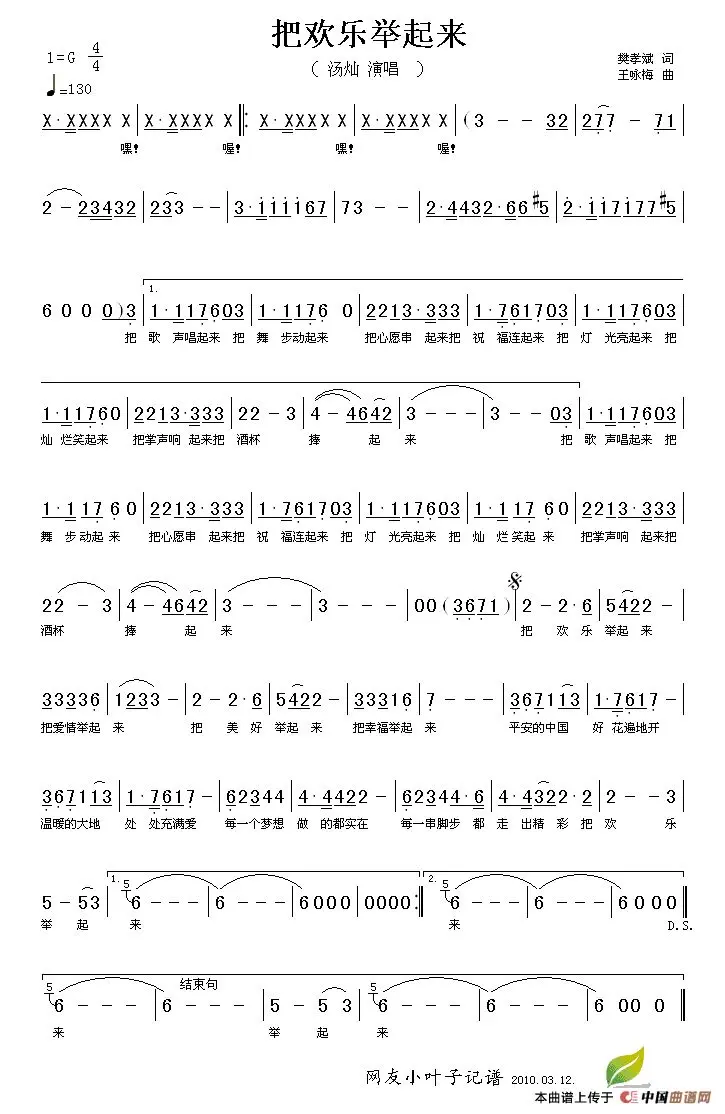 把欢乐举起来
1=G 4/4
( 汤灿 演唱 )
樊孝斌 词
王咏梅 曲
♩=130
X·XXXX X | X·XXXX X ‖: X·XXXX X | X·XXXX X | (3 - - 32 | 277 - 71 |
嘿! 喔! 嘿! 喔!
2 - 23432 | 233 - - | 3·111167 | 73 - - | 2·4432·66#5 | 2·117177#5 |
1.
6 0 0 0 0)3 | 1·117603 | 1·1176 0 | 2213·333 | 1·761703 | 1·117603 |
把 歌 声唱起来 把 舞 步动起来 把心愿串 起来把 祝 福连起来 把 灯 光亮起来 把
1·11760 | 2213·333 | 22 - 3 | 4 - 4642 | 3 - - - | 3 - - 03 | 1·117603 |
灿 烂笑起来 把掌声响 起来把 酒杯 捧 起 来 把 歌 声唱起来 把
1·117 60 | 2213·333 | 1·761703 | 1·117603 | 1·1176 0 | 2213·333 |
舞 步动起 来 把心愿串 起来把 祝 福连起来 把 灯 光亮起来 把 灿 烂笑起 来 把掌声响 起来把
22 - 3 | 4 - 4642 | 3 - - - | 3 - - - | 00(3671) | 2 - 2·6 | 5422 - |
酒杯 捧 起 来 把 欢 乐 举起 来
333336 | 1233 - | 2 - 2·6 | 5422 - | 333361 | 7 - - - | 3671113 | 1·7617 - |
把爱情举起 来 把 美 好 举起 来 把幸福举起 来 平安的中国 好 花遍地开
3671113 | 1·7617 - | 62344 | 4·4422 | 62344·6 | 4·4322·2 | 2 - - 3 |
温暖的大地 处 处充满爱 每一个梦想 做 的都实在 每一串脚步 都 走 出精 彩 把 欢 乐
1. 2.
5 - 53 | 5 6 - - - | 6 - - - | 6000 | 0000 :‖ 5 6 - - - | 6 - - - | 6000 ‖
举 起 来 来 D.S.
结束句
5 6 - - - | 6 - - - | 5 - 5 3 | 5 6 - - - | 6 - - - | 6 00 0 ‖
来 举 起 来
网友小叶子记谱 2010.03.12.
本曲谱上传于 中国曲谱网